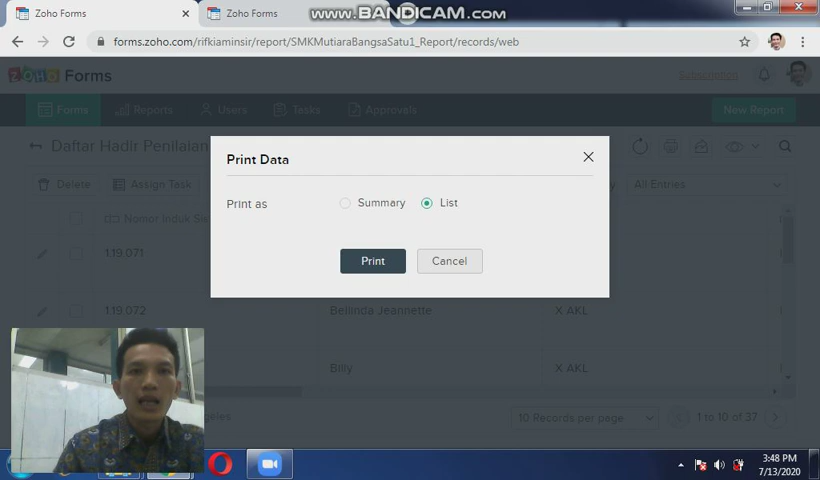 Zoho Forms
Zoho Forms
www.BANDICAM.com
forms.zoho.com/rifkiaminsir/report/SMKMutiaraBangsaSatu1_Report/records/web
ZOHO Forms
Subscription
Forms
Reports
Users
Tasks
Approvals
New Report
Daftar Hadir Penilaian
Print Data
Delete
Assign Task
All Entries
Print as
Summary
List
Nomor Induk Sis
1.19.071
Print
Cancel
1.19.072
Bellinda Jeannette
X AKL
Billy
X AKL
10 Records per page
1 to 10 of 37
3:48 PM
7/13/2020